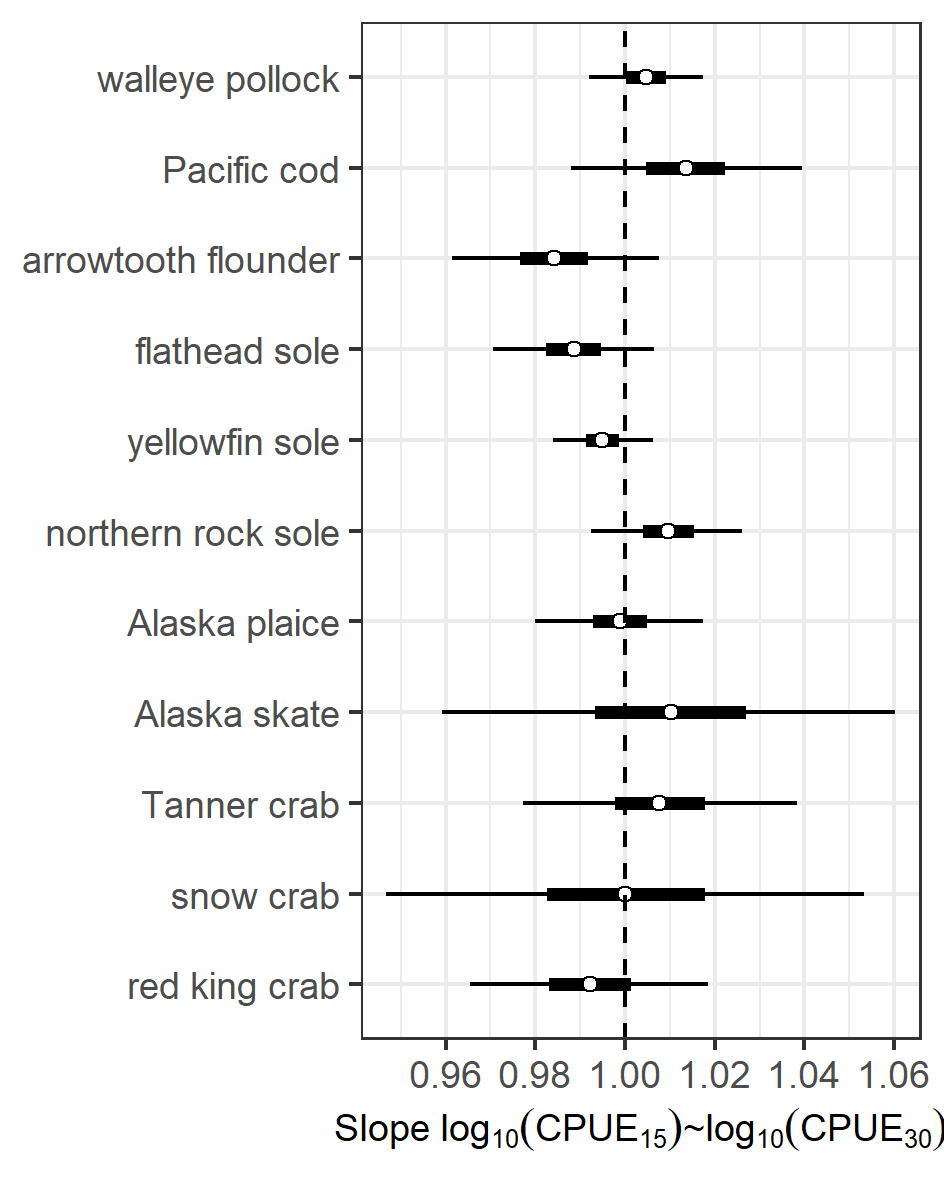 walleye pollock
Pacific cod
arrowtooth flounder
flathead sole
yellowfin sole
northern rock sole
Alaska plaice
Alaska skate
Tanner crab
snow crab
red king crab
0.96 0.98 1.00 1.02 1.04 1.06
Slope log₁₀(CPUE₁₅)~log₁₀(CPUE₃₀)